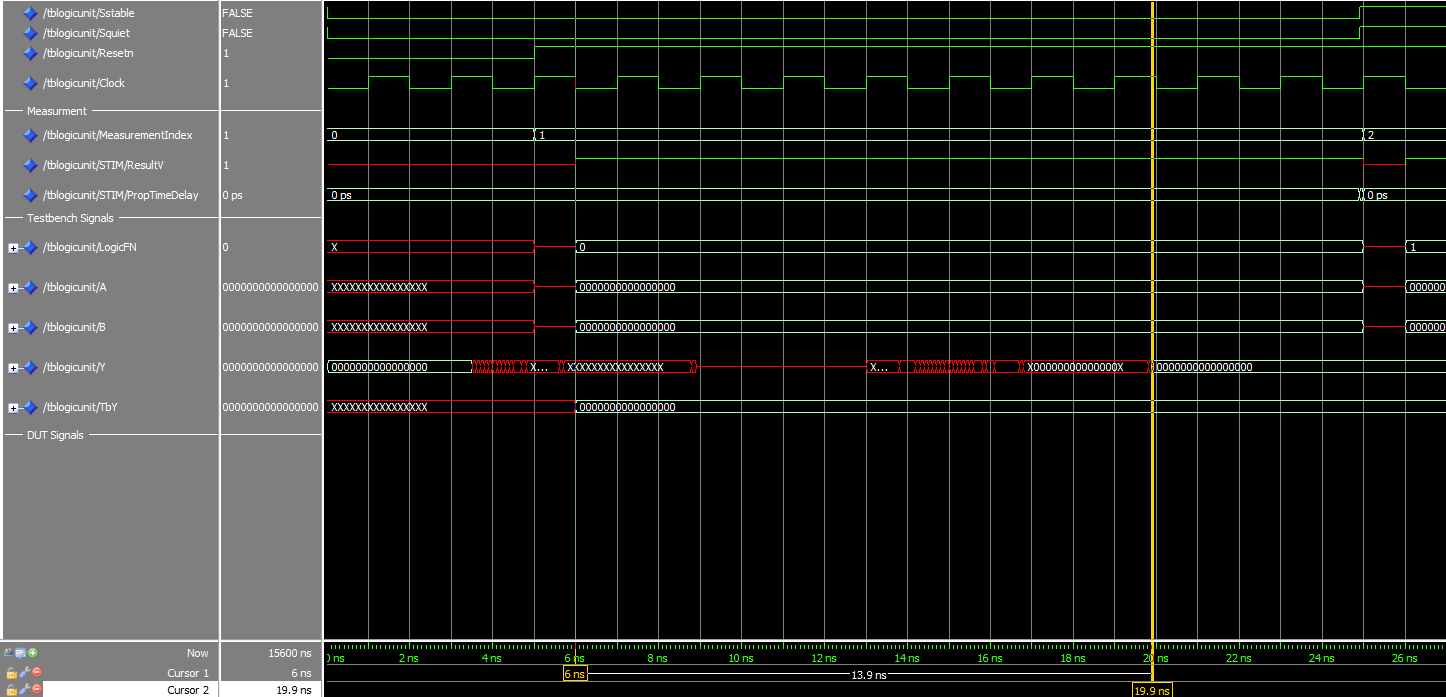 /tblogicunit/Sstable FALSE
/tblogicunit/Squiet FALSE
/tblogicunit/Resetn 1
/tblogicunit/Clock 1
Measurment
/tblogicunit/MeasurementIndex 1 0 1 2
/tblogicunit/STIM/ResultV 1
/tblogicunit/STIM/PropTimeDelay 0 ps 0 ps 0 ps
Testbench Signals
/tblogicunit/LogicFN 0 X 0 1
/tblogicunit/A 0000000000000000 XXXXXXXXXXXXXXXX 0000000000000000 000000
/tblogicunit/B 0000000000000000 XXXXXXXXXXXXXXXX 0000000000000000 000000
/tblogicunit/Y 0000000000000000 0000000000000000 X... XXXXXXXXXXXXXXXX X... X00000000000000X 0000000000000000
/tblogicunit/TbY 0000000000000000 XXXXXXXXXXXXXXXX 0000000000000000
DUT Signals
Now 15600 ns 0 ns 2 ns 4 ns 6 ns 8 ns 10 ns 12 ns 14 ns 16 ns 18 ns 20 ns 22 ns 24 ns 26 ns
Cursor 1 6 ns 6 ns 13.9 ns
Cursor 2 19.9 ns 19.9 ns